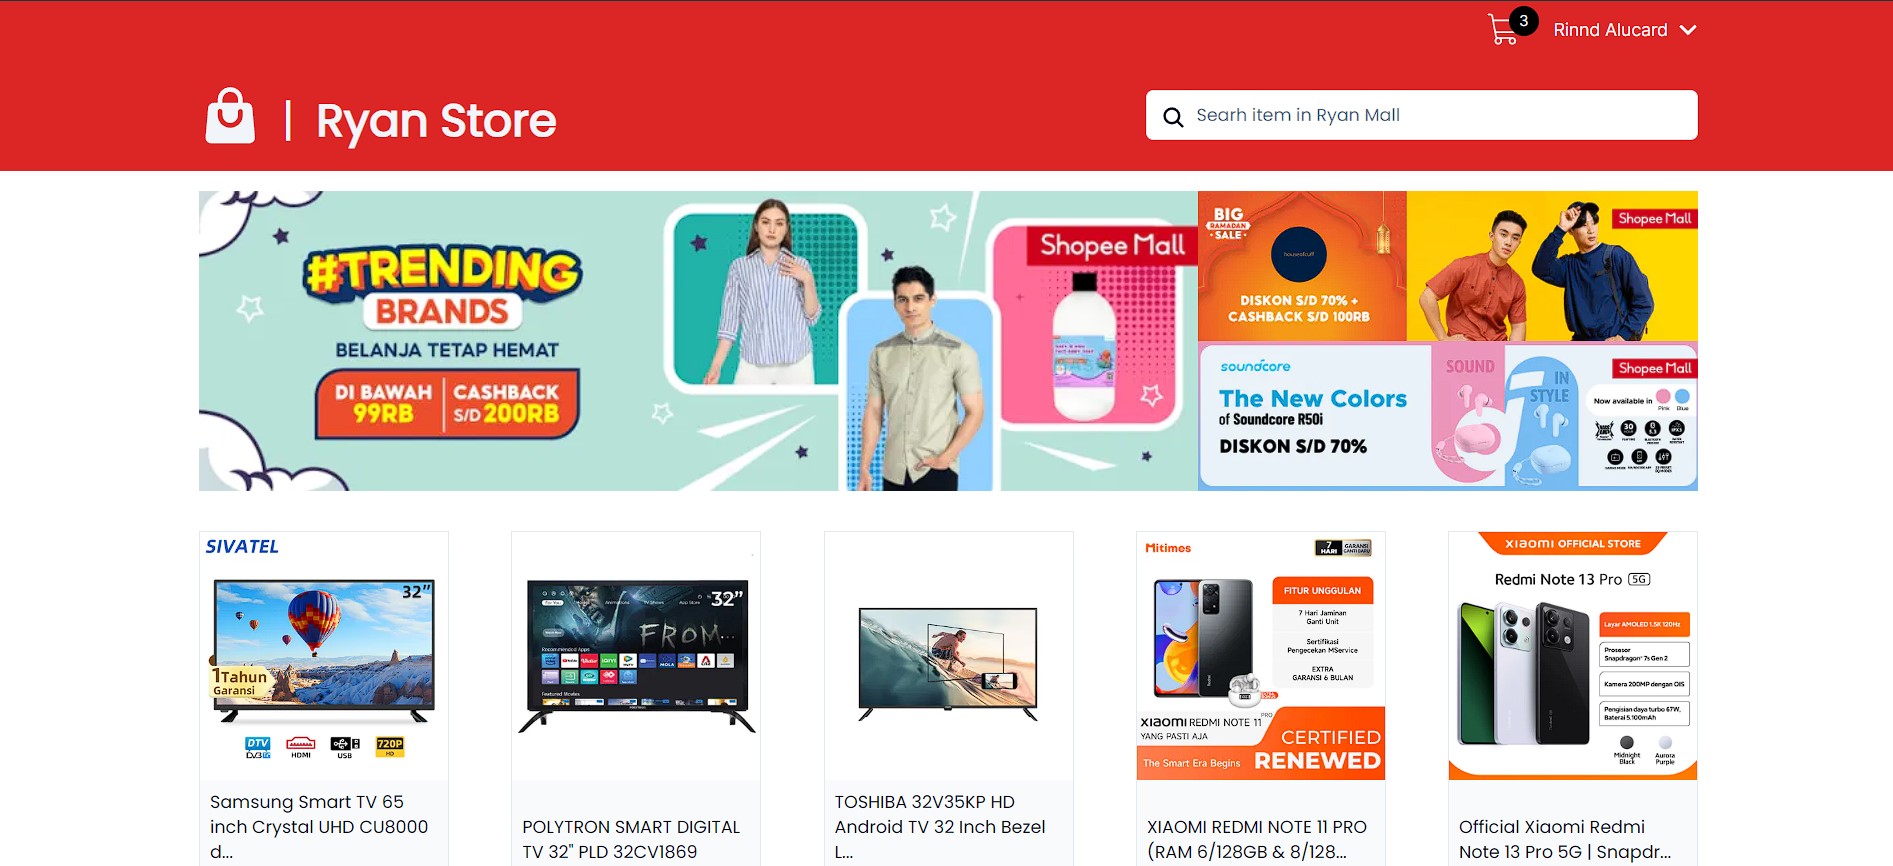 3
Rinnd Alucard
Ryan Store
Searh item in Ryan Mall
#TRENDING
BRANDS
BELANJA TETAP HEMAT
DI BAWAH
99RB
CASHBACK
S/D 200RB
Shopee Mall
BIG
RAMADAN
SALE
DISKON S/D 70% +
CASHBACK S/D 100RB
Shopee Mall
soundcore
The New Colors
of Soundcore R50i
DISKON S/D 70%
SOUND
IN
STYLE
Shopee Mall
Now available in
Pink
Blue
SIVATEL
32”
1Tahun
Garansi
DTV
DVB T2
HDMI
USB
720P
HD
Samsung Smart TV 65
inch Crystal UHD CU8000
d...
32”
FROM
Recommended Apps
Featured Movies
POLYTRON SMART DIGITAL
TV 32" PLD 32CV1869
TOSHIBA 32V35KP HD
Android TV 32 Inch Bezel
L...
Mitimes
7
HARI
GARANSI
GANTI BARU
FITUR UNGGULAN
7 Hari Jaminan
Ganti Unit
Sertifikasi
Pengecekan MService
EXTRA
GARANSI 6 BULAN
xiaomi REDMI NOTE 11 PRO
YANG PASTI AJA
The Smart Era Begins
CERTIFIED
RENEWED
XIAOMI REDMI NOTE 11 PRO
(RAM 6/128GB & 8/128...
xiaomi OFFICIAL STORE
Redmi Note 13 Pro 5G
Layar AMOLED 1.5K 120Hz
Prosesor
Snapdragon® 7s Gen 2
Kamera 200MP dengan OIS
Pengisian daya turbo 67W,
Baterai 5.100mAh
Midnight
Black
Aurora
Purple
Official Xiaomi Redmi
Note 13 Pro 5G | Snapdr...